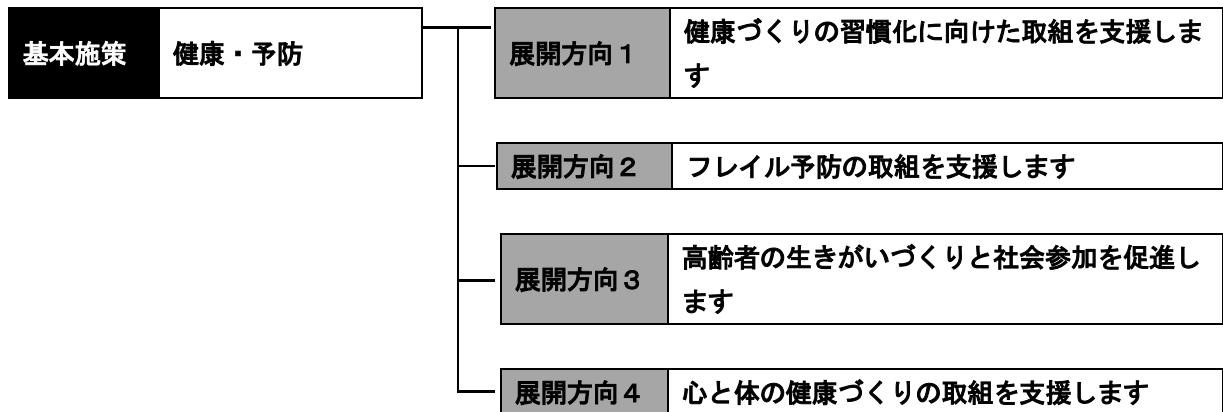 基本施策 健康・予防
展開方向1 健康づくりの習慣化に向けた取組を支援しま
す
展開方向2 フレイル予防の取組を支援します
展開方向3 高齢者の生きがいづくりと社会参加を促進し
ます
展開方向4 心と体の健康づくりの取組を支援します